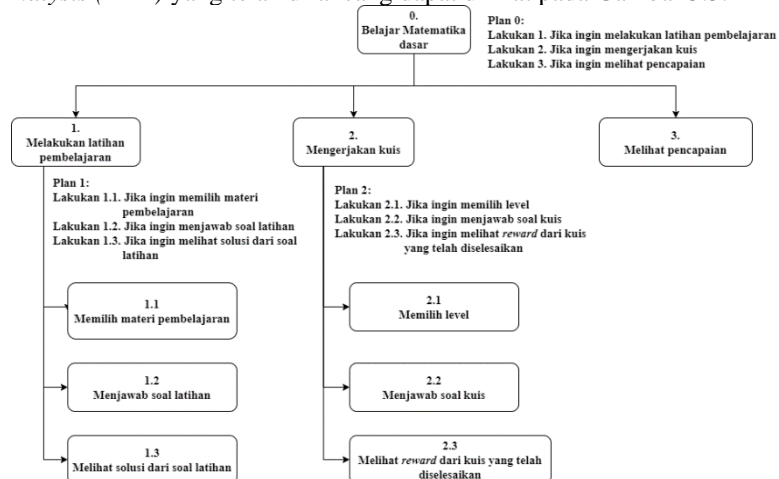 0.
Belajar Matematika
dasar
Plan 0:
Lakukan 1. Jika ingin melakukan latihan pembelajaran
Lakukan 2. Jika ingin mengerjakan kuis
Lakukan 3. Jika ingin melihat pencapaian
1.
Melakukan latihan
pembelajaran
2.
Mengerjakan kuis
3.
Melihat pencapaian
Plan 1:
Lakukan 1.1. Jika ingin memilih materi
pembelajaran
Lakukan 1.2. Jika ingin menjawab soal latihan
Lakukan 1.3. Jika ingin melihat solusi dari soal
latihan
Plan 2:
Lakukan 2.1. Jika ingin memilih level
Lakukan 2.2. Jika ingin menjawab soal kuis
Lakukan 2.3. Jika ingin melihat reward dari kuis
yang telah diselesaikan
1.1
Memilih materi pembelajaran
2.1
Memilih level
1.2
Menjawab soal latihan
2.2
Menjawab soal kuis
1.3
Melihat solusi dari soal latihan
2.3
Melihat reward dari kuis yang telah
diselesaikan